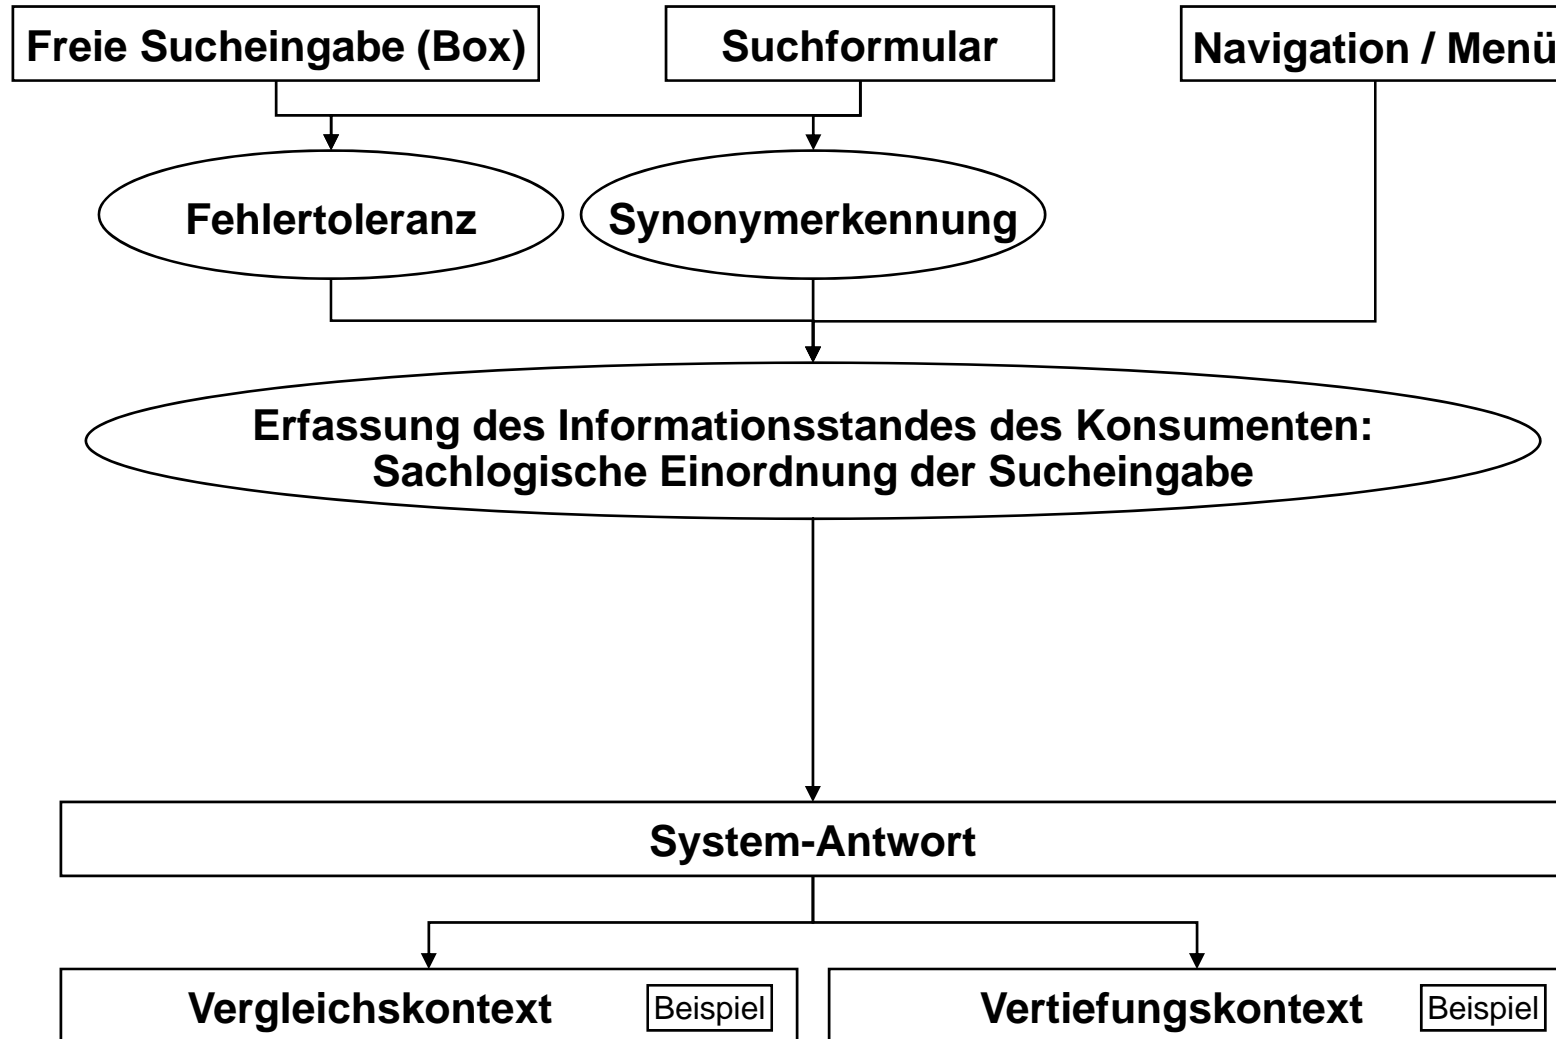 Freie Sucheingabe (Box)
Suchformular
Navigation / Menü
Fehlertoleranz
Synonymerkennung
Erfassung des Informationsstandes des Konsumenten:
Sachlogische Einordnung der Sucheingabe
System-Antwort
Vergleichskontext
Beispiel
Vertiefungskontext
Beispiel